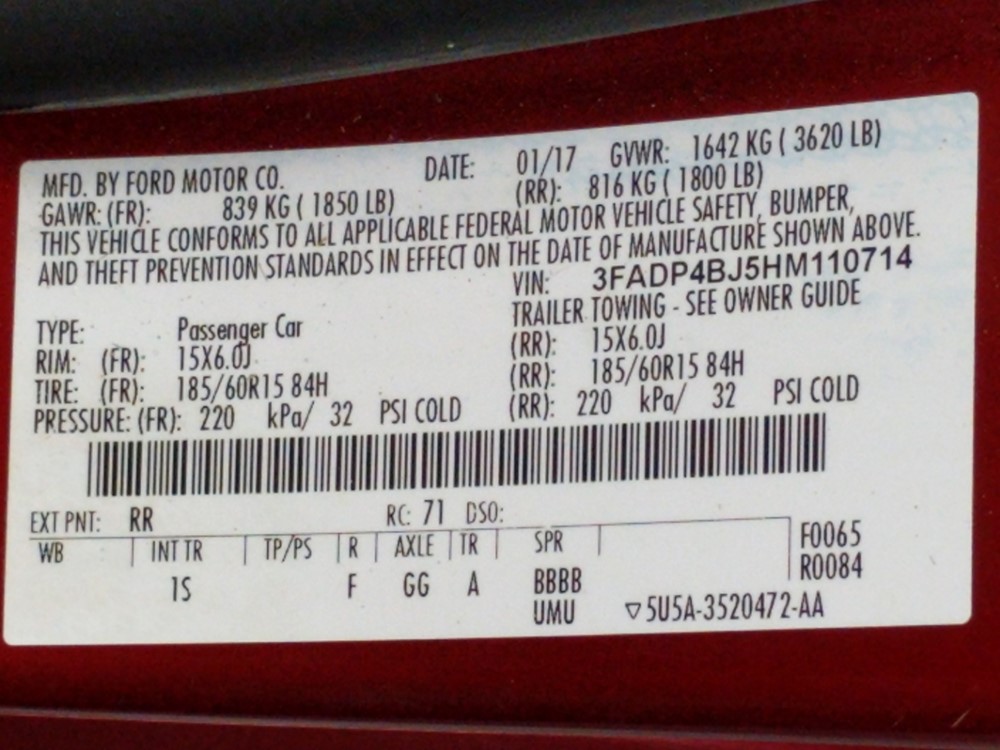 MFD. BY FORD MOTOR CO. DATE: 01/17 GVWR: 1642 KG ( 3620 LB)
GAWR: (FR): 839 KG ( 1850 LB) (RR): 816 KG ( 1800 LB)
THIS VEHICLE CONFORMS TO ALL APPLICABLE FEDERAL MOTOR VEHICLE SAFETY, BUMPER,
AND THEFT PREVENTION STANDARDS IN EFFECT ON THE DATE OF MANUFACTURE SHOWN ABOVE.
VIN: 3FADP4BJ5HM110714
TRAILER TOWING - SEE OWNER GUIDE
TYPE: Passenger Car
RIM: (FR): 15X6.0J (RR): 15X6.0J
TIRE: (FR): 185/60R15 84H (RR): 185/60R15 84H
PRESSURE: (FR): 220 kPa/ 32 PSI COLD (RR): 220 kPa/ 32 PSI COLD
EXT PNT: RR RC: 71 DSO:
WB INT TR TP/PS R AXLE TR SPR F0065
R0084
1S F GG A BBBB
UMU ▽5U5A-3520472-AA